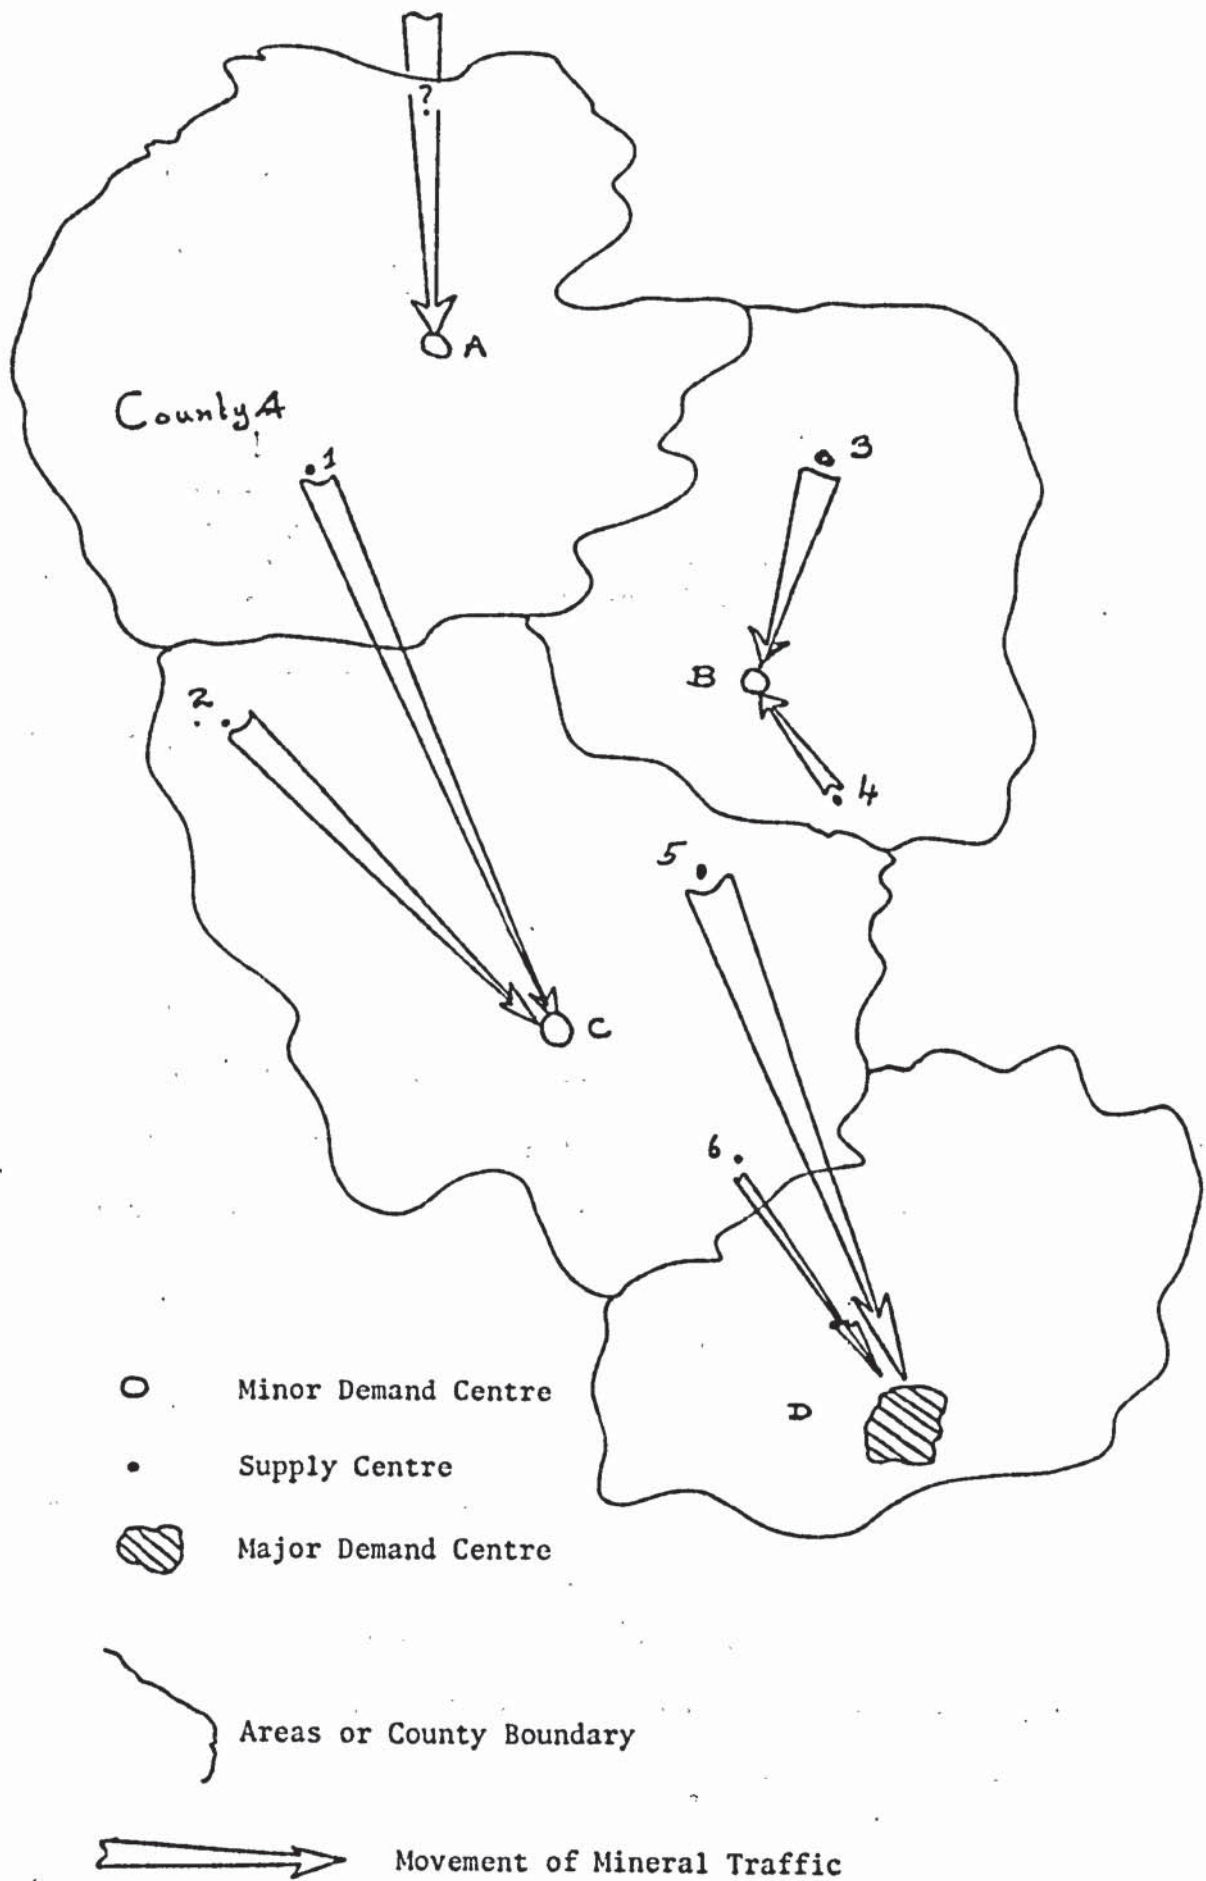 ?
A
County A
1
3
2
B
4
5
C
6
D
Minor Demand Centre
Supply Centre
Major Demand Centre
Areas or County Boundary
Movement of Mineral Traffic